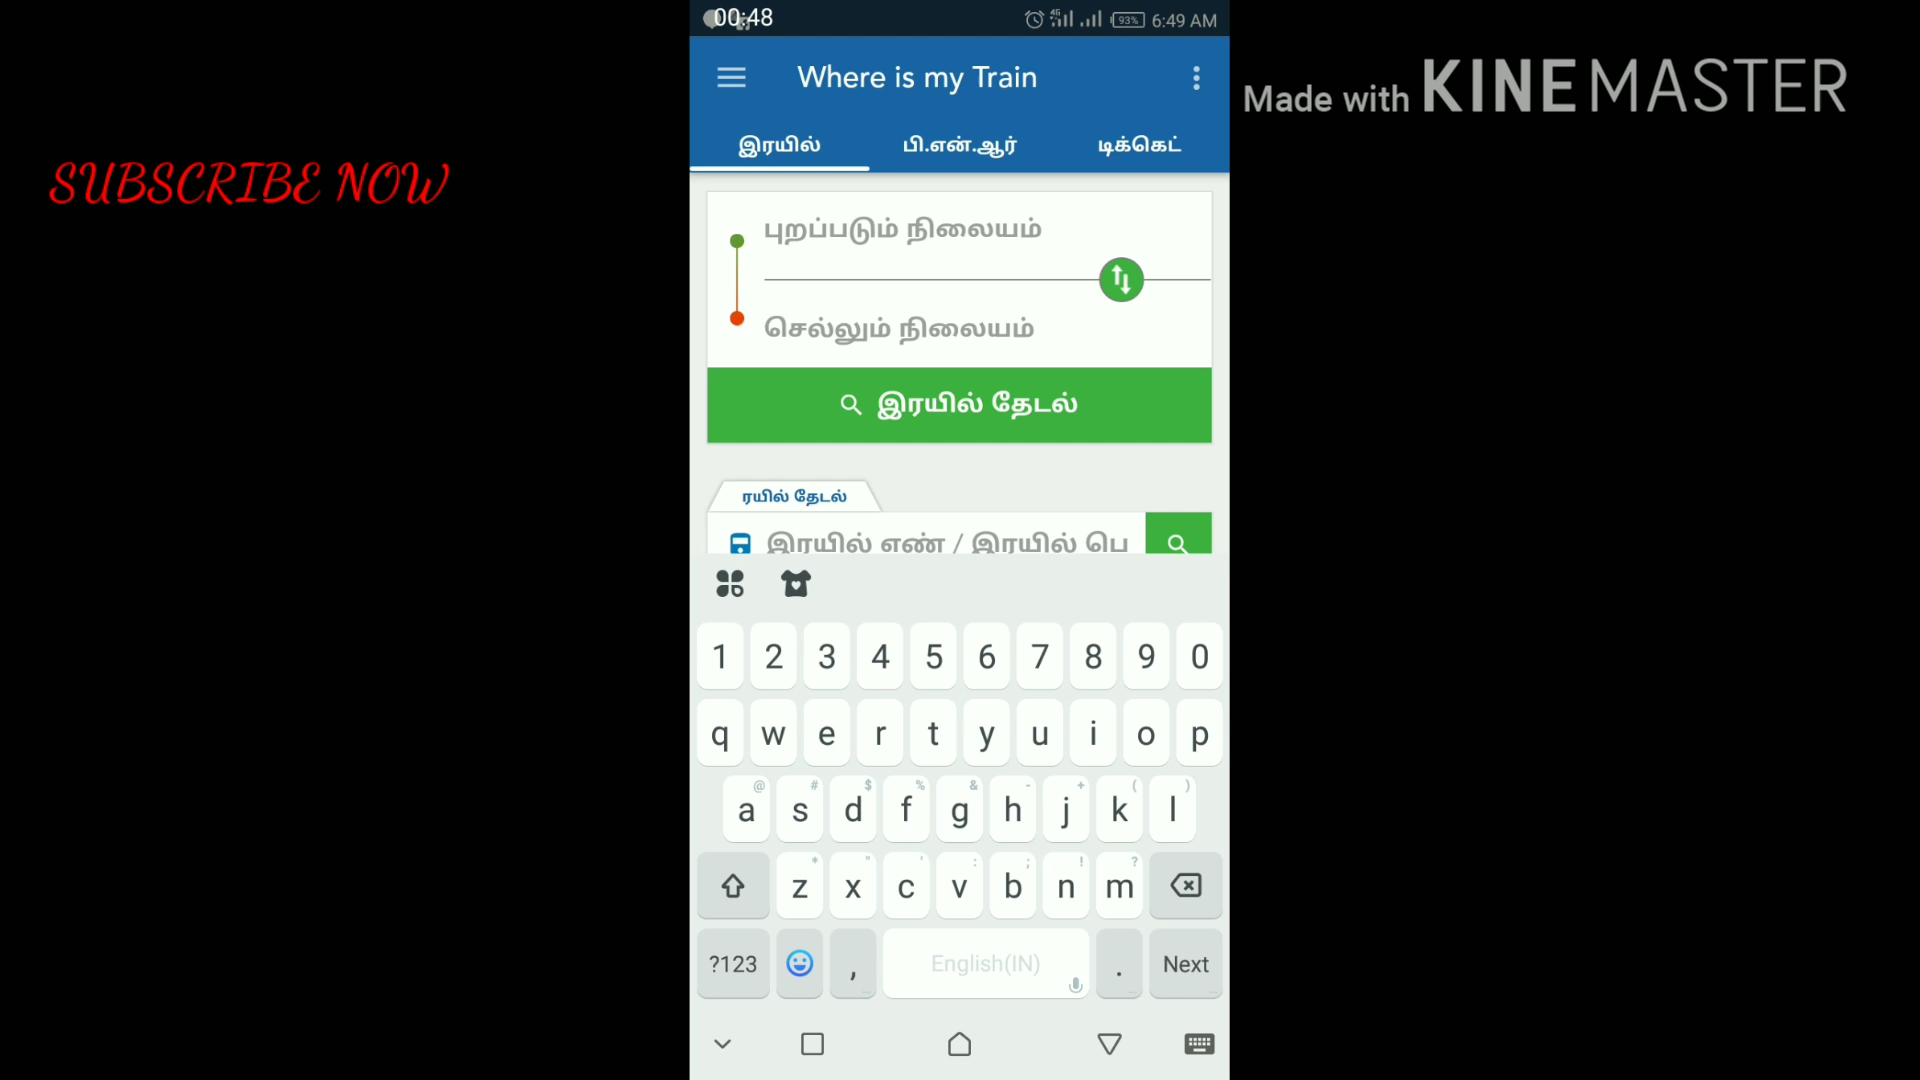 00:48
93% 6:49 AM
Where is my Train
Made with KINEMASTER
இரயில் பி.என்.ஆர் டிக்கெட்
SUBSCRIBE NOW
புறப்படும் நிலையம்
செல்லும் நிலையம்
இரயில் தேடல்
ரயில் தேடல்
இரயில் எண் / இரயில் பெ
1 2 3 4 5 6 7 8 9 0
q w e r t y u i o p
@ # $ % & - + ( )
a s d f g h j k l
* " ' : ; ! ?
z x c v b n m
?123 , English(IN) . Next